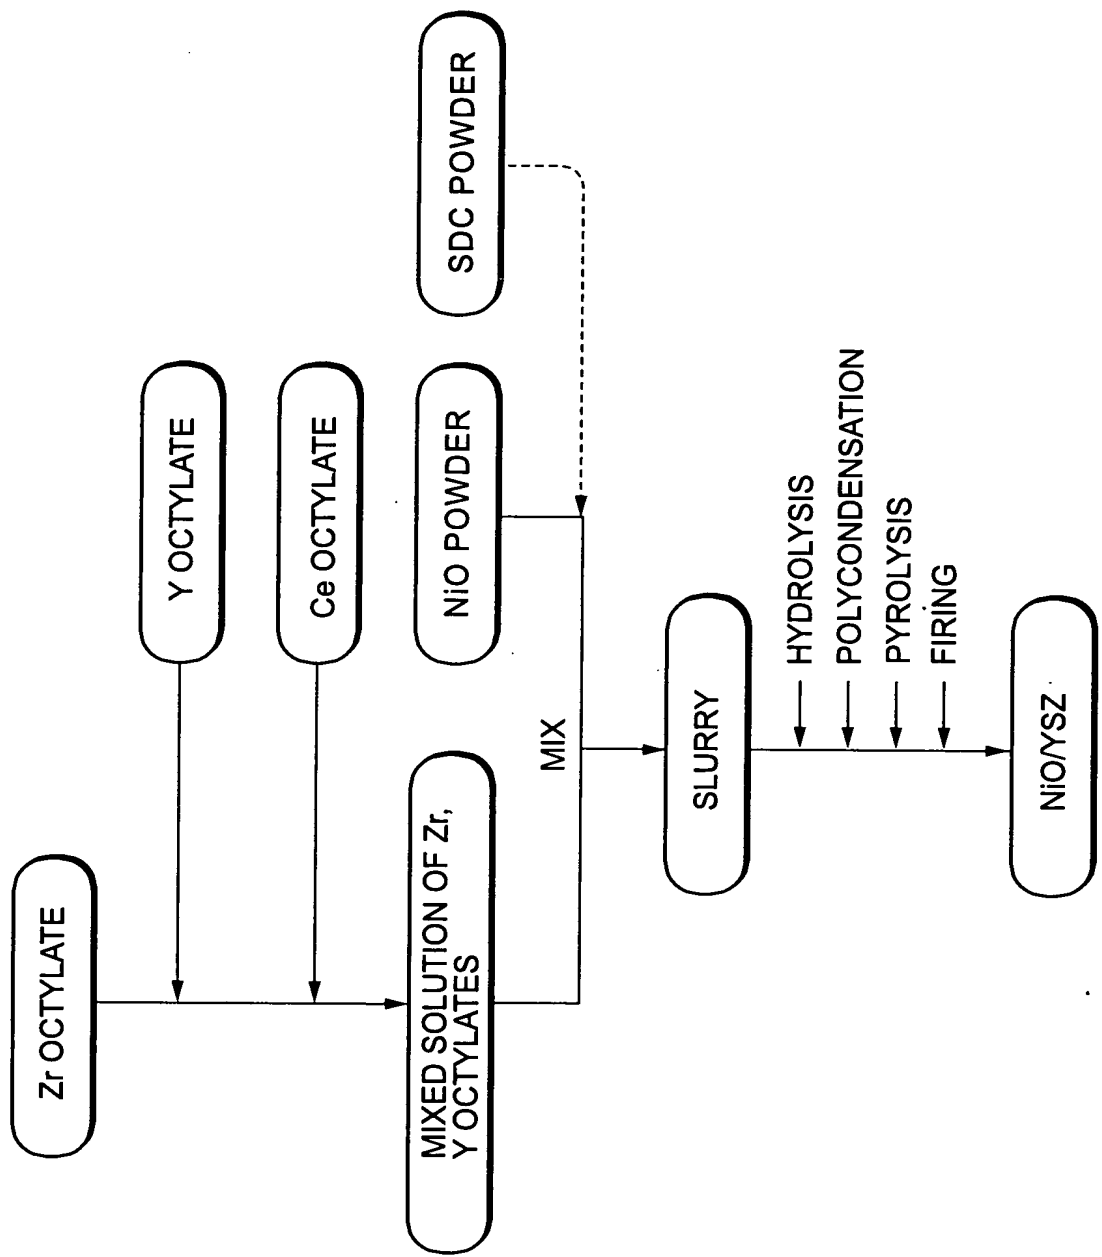 Zr OCTYLATE
Y OCTYLATE
Ce OCTYLATE
MIXED SOLUTION OF Zr,
Y OCTYLATES
NiO POWDER
SDC POWDER
MIX
SLURRY
HYDROLYSIS
POLYCONDENSATION
PYROLYSIS
FIRING
NiO/YSZ